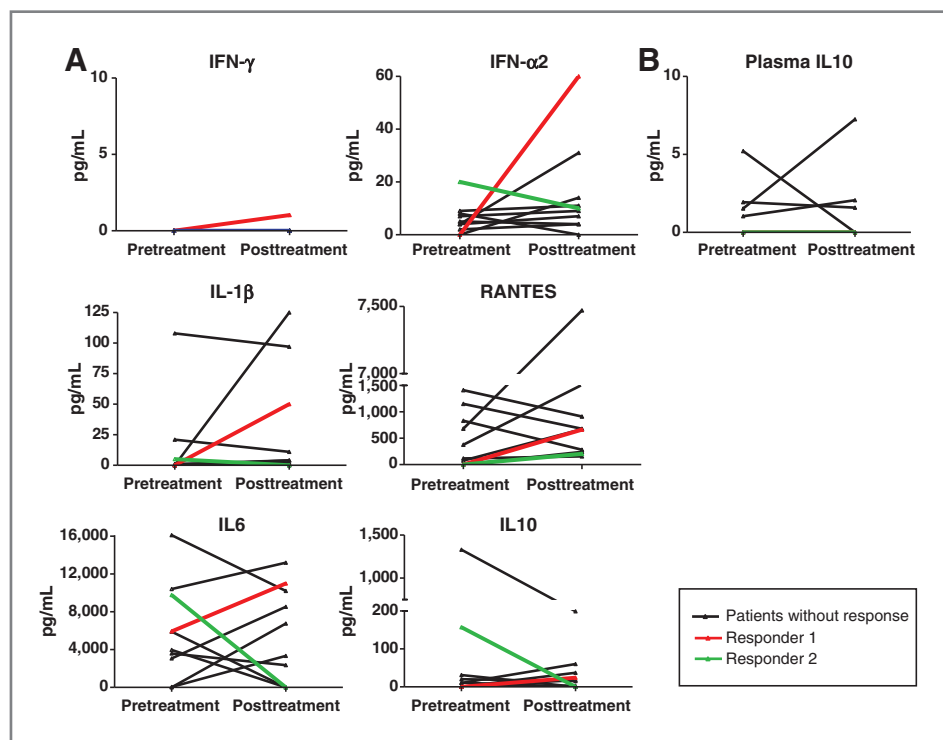 A
B
IFN-γ
pg/mL
10
5
0
Pretreatment Posttreatment
IFN-α2
pg/mL
60
40
20
0
Pretreatment Posttreatment
Plasma IL10
pg/mL
10
5
0
Pretreatment Posttreatment
IL-1β
pg/mL
125
100
75
50
25
0
Pretreatment Posttreatment
RANTES
pg/mL
7,500
7,000
1,500
1,000
500
0
Pretreatment Posttreatment
IL6
pg/mL
16,000
12,000
8,000
4,000
0
Pretreatment Posttreatment
IL10
pg/mL
1,500
1,000
200
100
0
Pretreatment Posttreatment
Patients without response
Responder 1
Responder 2